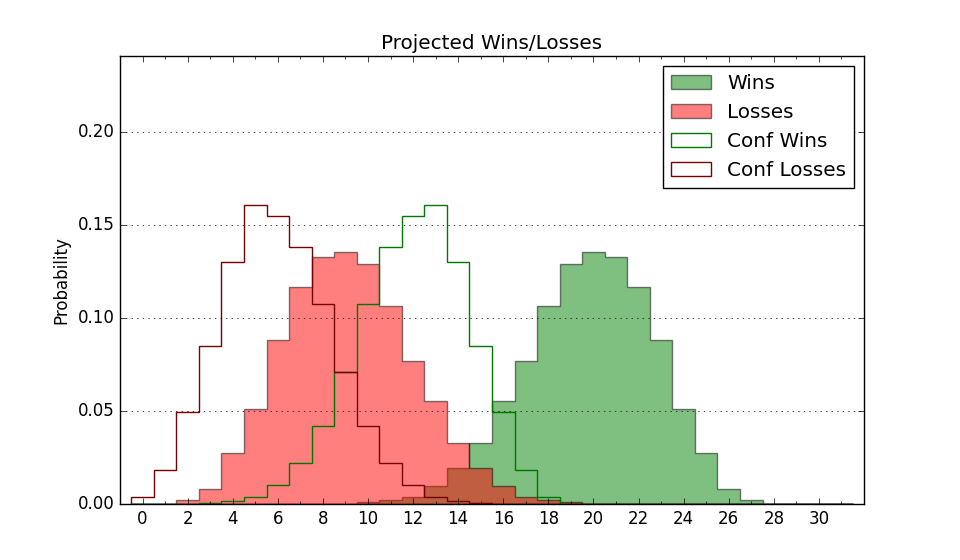 Projected Wins/Losses
Wins
Losses
Conf Wins
Conf Losses
Probability
0.20
0.15
0.10
0.05
0.00
0 2 4 6 8 10 12 14 16 18 20 22 24 26 28 30